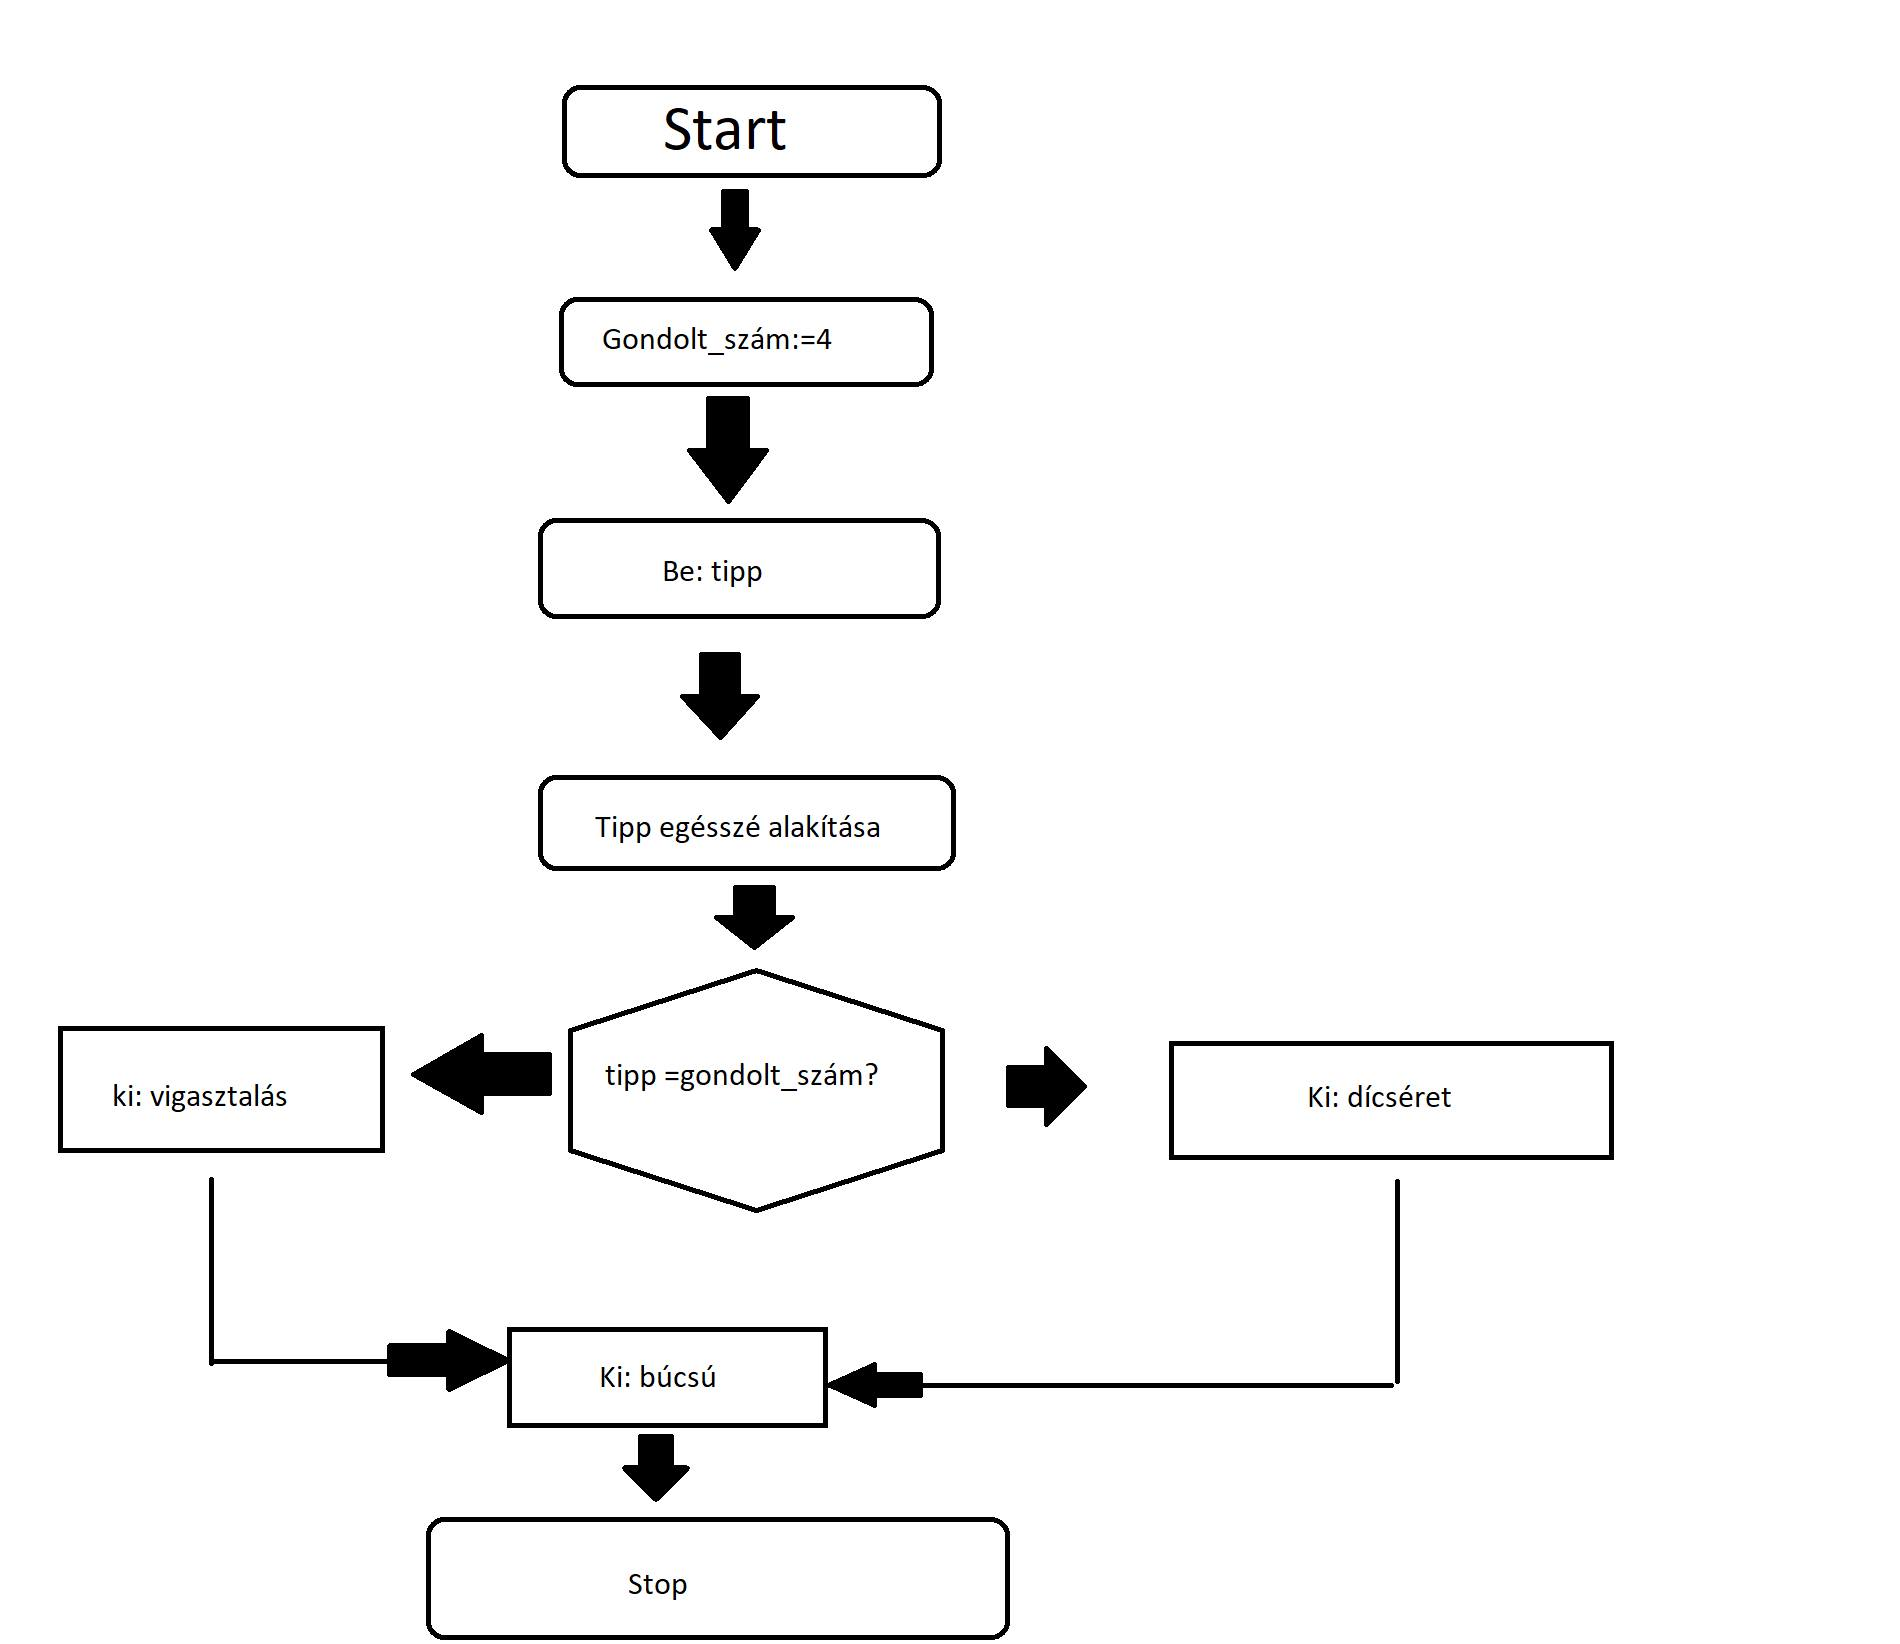 Start
Gondolt_szám:=4
Be: tipp
Tipp egésszé alakítása
tipp =gondolt_szám?
ki: vigasztalás
Ki: dícséret
Ki: búcsú
Stop